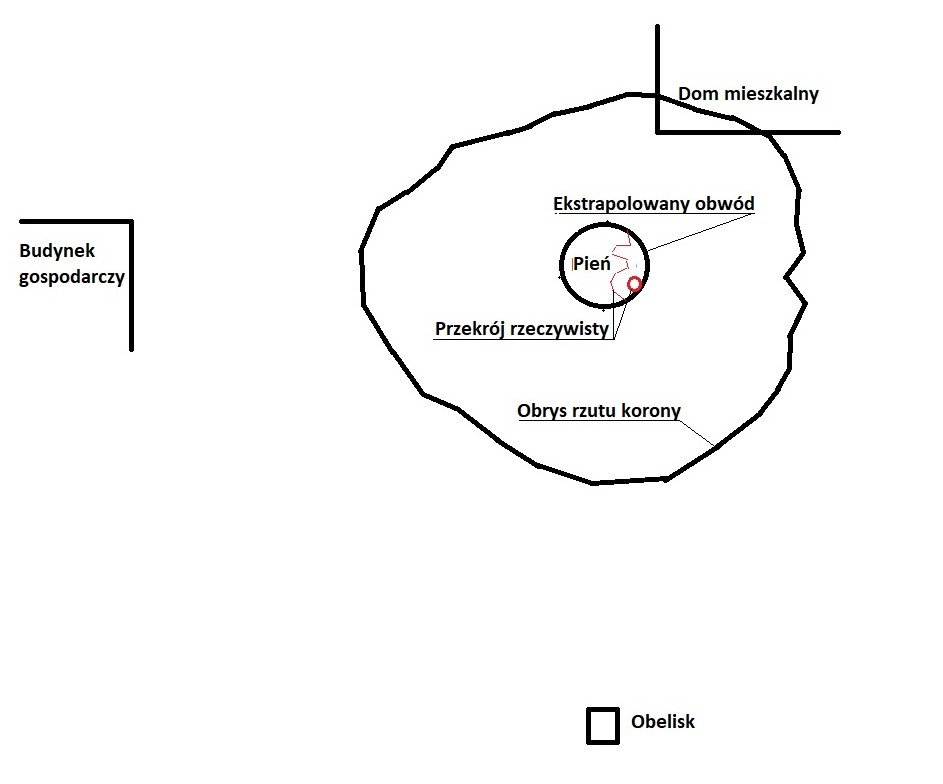 Dom mieszkalny
Ekstrapolowany obwód
Budynek
gospodarczy
Pień
Przekrój rzeczywisty
Obrys rzutu korony
Obelisk